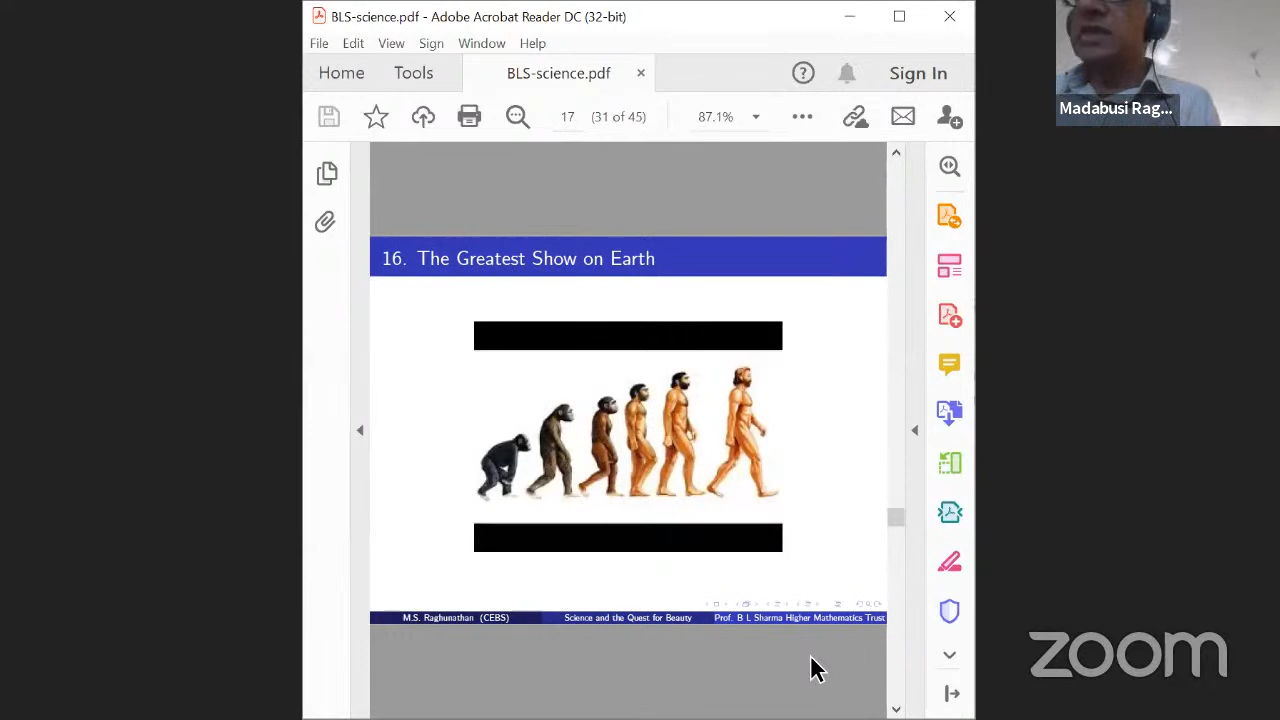 BLS-science.pdf - Adobe Acrobat Reader DC (32-bit)
File Edit View Sign Window Help
Home Tools BLS-science.pdf Sign In
17 (31 of 45) 87.1%
Madabusi Rag...
16. The Greatest Show on Earth
M.S. Raghunathan (CEBS) Science and the Quest for Beauty Prof. B L Sharma Higher Mathematics Trust
zoom